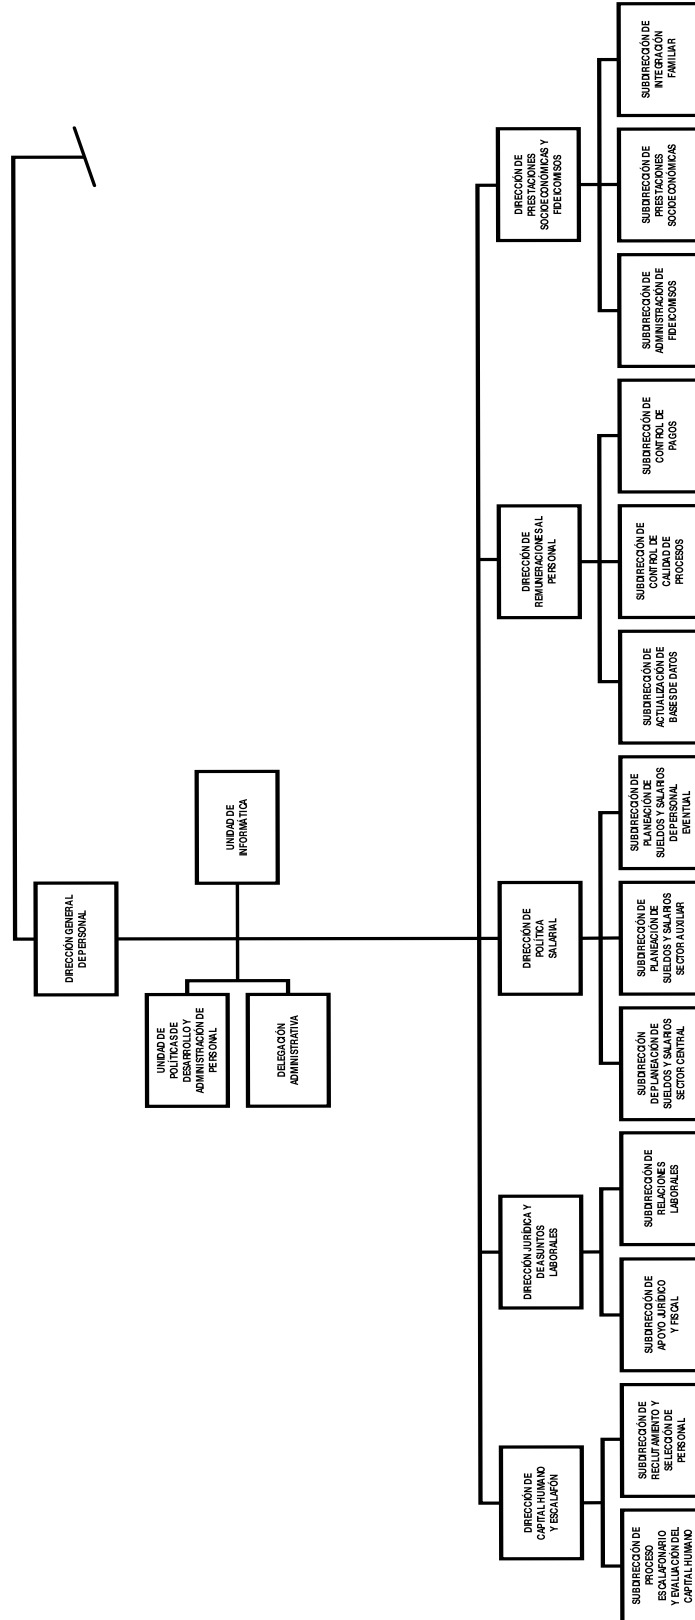 DIRECCIÓN GENERAL
DE PERSONAL
UNIDAD DE
POLÍTICAS DE
DESARROLLO Y
ADMINISTRACIÓN DE
PERSONAL
DELEGACIÓN
ADMINISTRATIVA
UNIDAD DE
INFORMÁTICA
DIRECCIÓN DE
CAPITAL HUMANO
Y ESCALAFÓN
DIRECCIÓN JURÍDICA Y
DE ASUNTOS
LABORALES
DIRECCIÓN DE
POLÍTICA
SALARIAL
DIRECCIÓN DE
REMUNERACIONES AL
PERSONAL
DIRECCIÓN DE
PRESTACIONES
SOCIOECONÓMICAS Y
FIDEICOMISOS
SUBDIRECCIÓN DE
PROCESO
ESCALAFONARIO
Y EVALUACIÓN DEL
CAPITAL HUMANO
SUBDIRECCIÓN DE
RECLUTAMIENTO Y
SELECCIÓN DE
PERSONAL
SUBDIRECCIÓN DE
APOYO JURÍDICO
Y FISCAL
SUBDIRECCIÓN DE
RELACIONES
LABORALES
SUBDIRECCIÓN
DE PLANEACIÓN DE
SUELDOS Y SALARIOS
SECTOR CENTRAL
SUBDIRECCIÓN DE
PLANEACIÓN DE
SUELDOS Y SALARIOS
SECTOR AUXILIAR
SUBDIRECCIÓN DE
PLANEACIÓN DE
SUELDOS Y SALARIOS
DE PERSONAL
EVENTUAL
SUBDIRECCIÓN DE
ACTUALIZACIÓN DE
BASES DE DATOS
SUBDIRECCIÓN DE
CONTROL DE
CALIDAD DE
PROCESOS
SUBDIRECCIÓN DE
CONTROL DE
PAGOS
SUBDIRECCIÓN DE
ADMINISTRACIÓN DE
FIDEICOMISOS
SUBDIRECCIÓN DE
PRESTACIONES
SOCIOECONÓMICAS
SUBDIRECCIÓN DE
INTEGRACIÓN
FAMILIAR